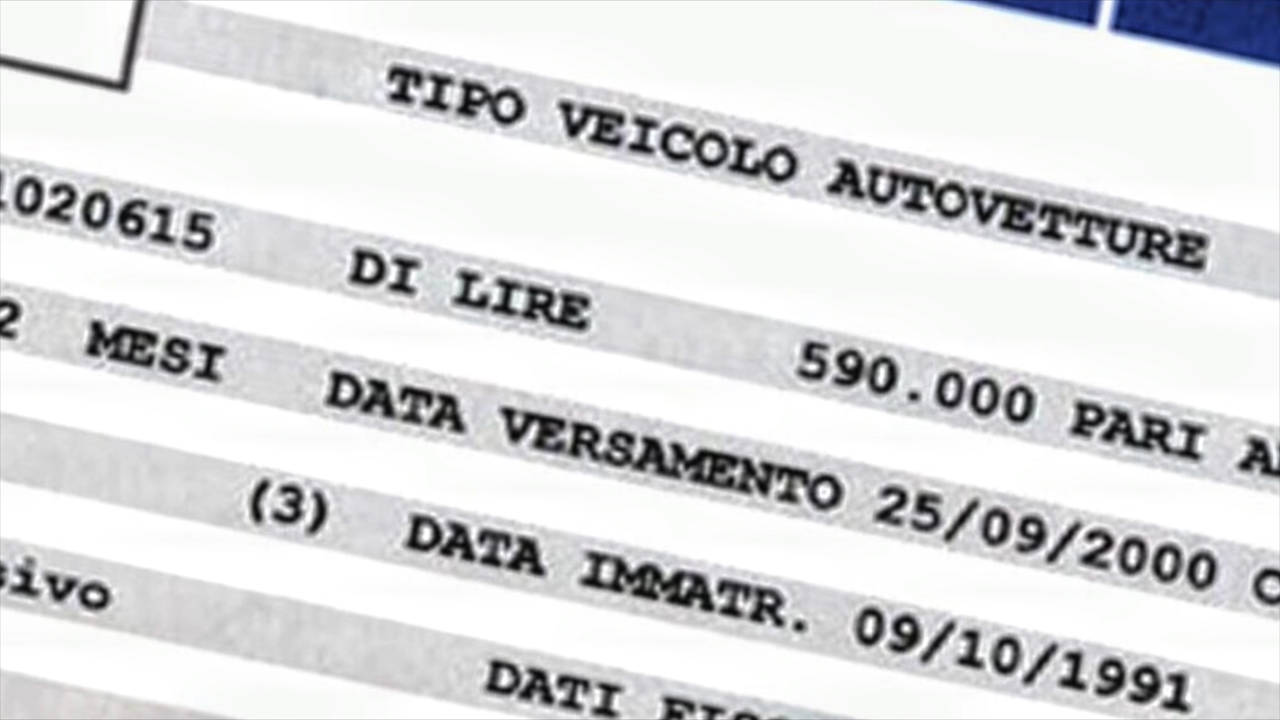 TIPO VEICOLO AUTOVETTURE
1020615 DI LIRE 590.000 PARI
MESI DATA VERSAMENTO 25/09/2000
(3) DATA IMMATR. 09/10/1991
DATI